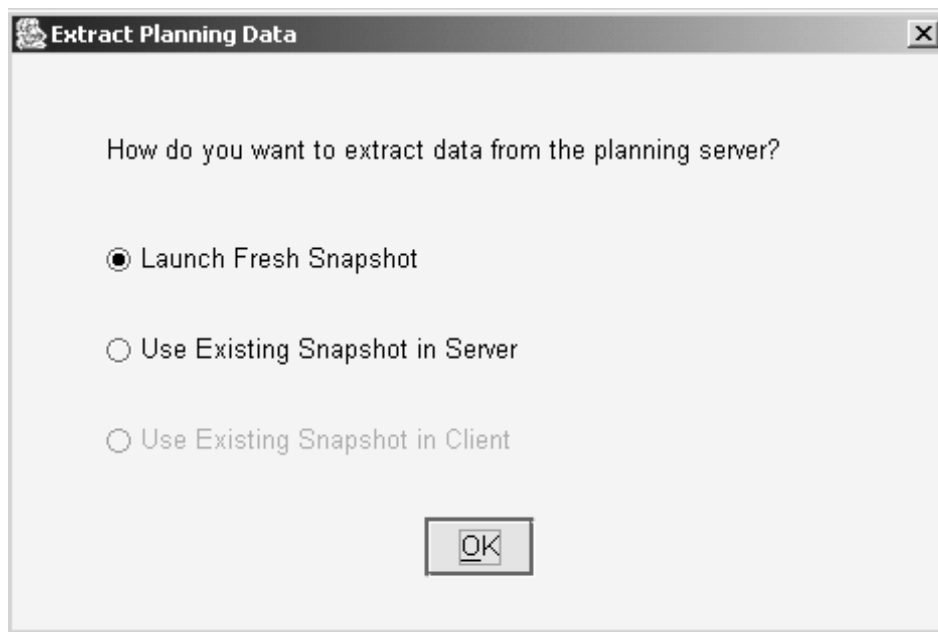 Extract Planning Data
How do you want to extract data from the planning server?
Launch Fresh Snapshot
Use Existing Snapshot in Server
Use Existing Snapshot in Client
OK